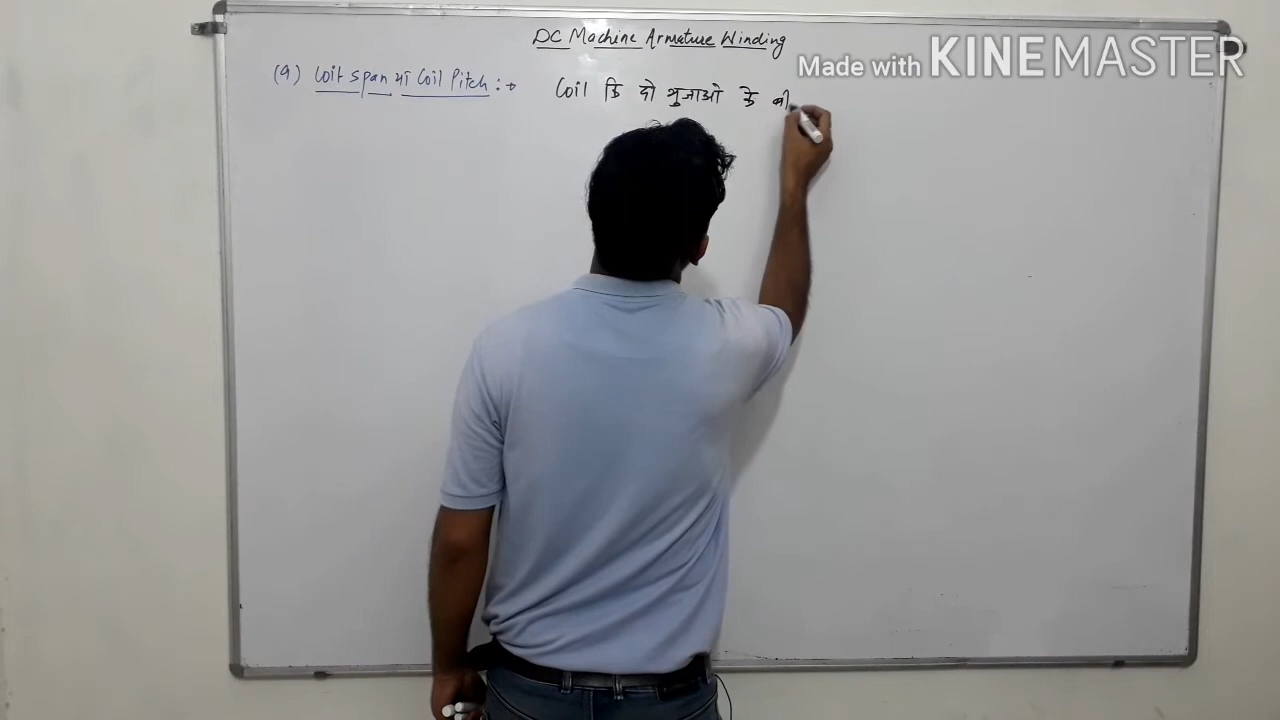 DC Machine Armature Winding
Made with KINEMASTER
(9) Coil span या Coil Pitch :→ Coil कि दो भुजाओ के बी